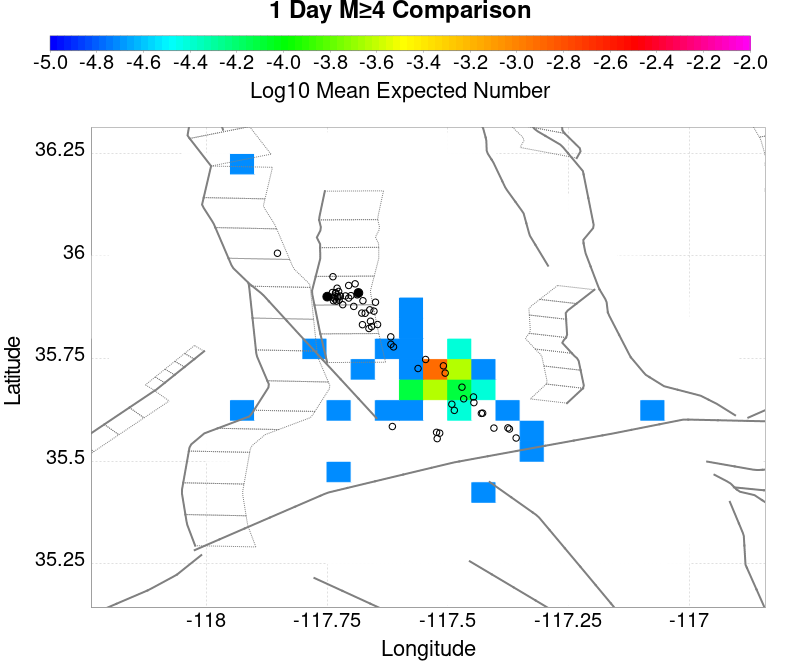 1 Day M≥4 Comparison
-5.0 -4.8 -4.6 -4.4 -4.2 -4.0 -3.8 -3.6 -3.4 -3.2 -3.0 -2.8 -2.6 -2.4 -2.2 -2.0
Log10 Mean Expected Number
36.25
36
35.75
35.5
35.25
Latitude
-118 -117.75 -117.5 -117.25 -117
Longitude